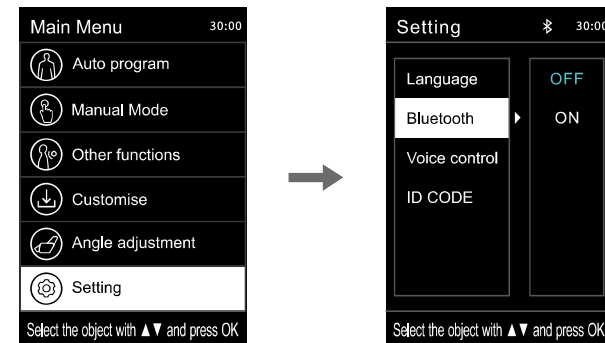 Main Menu 30:00
Auto program
Manual Mode
Other functions
Customise
Angle adjustment
Setting
Select the object with ▲▼ and press OK
Setting 30:00
Language
Bluetooth
Voice control
ID CODE
OFF
ON
Select the object with ▲▼ and press OK